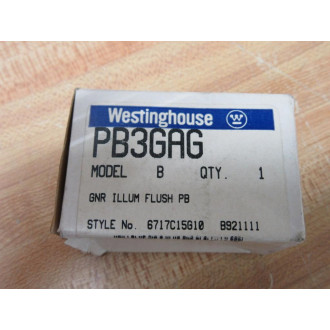 Westinghouse
PB3GAG
MODEL B QTY. 1
GNR ILLUM FLUSH PB
STYLE No. 6717C15G10 B921111